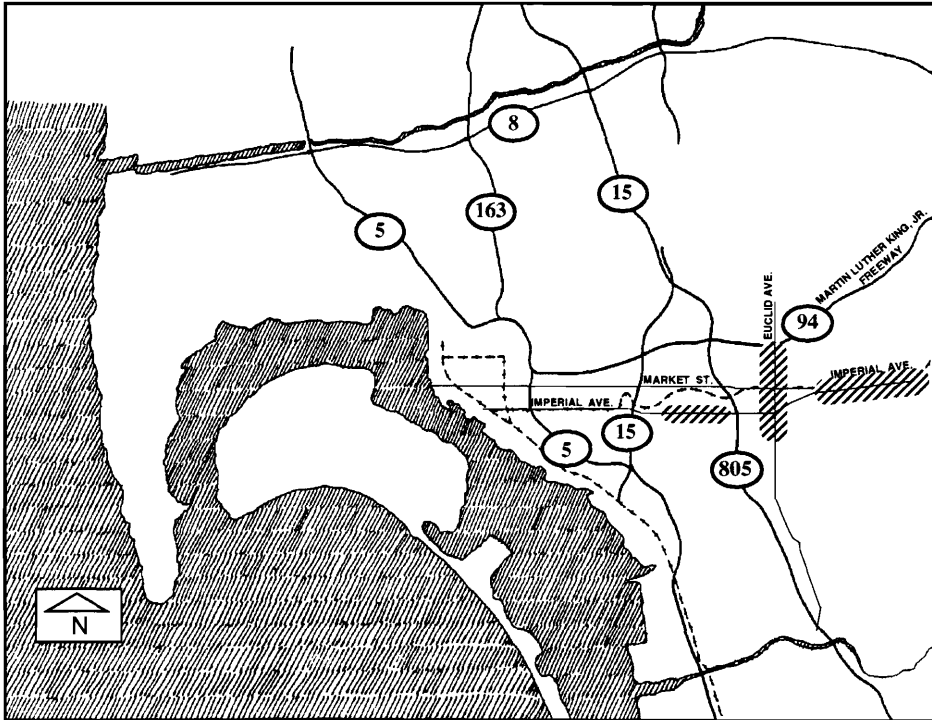 8
163
15
5
MARTIN LUTHER KING, JR.
FREEWAY
EUCLID AVE.
94
MARKET ST.
IMPERIAL AVE.
IMPERIAL AVE.
15
5
805
N